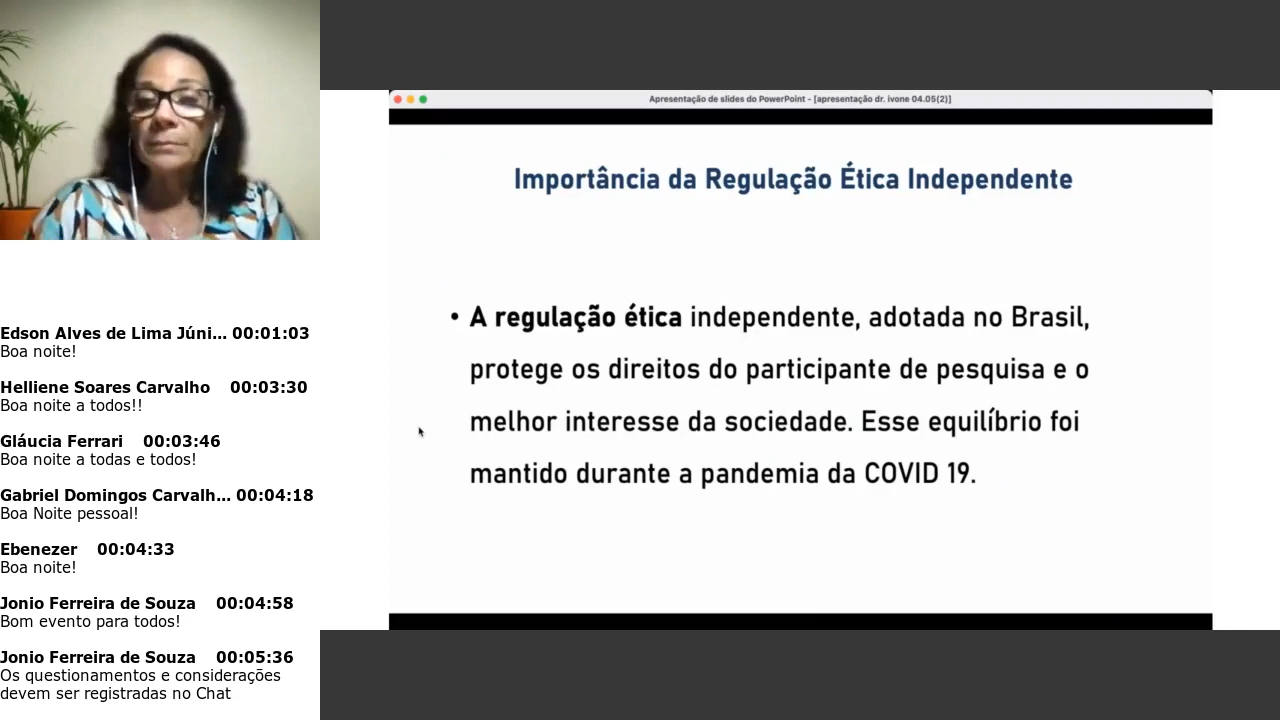 Apresentação de slides do PowerPoint - [apresentação dr. ivone 04.05(2)]
Importância da Regulação Ética Independente
• A regulação ética independente, adotada no Brasil,
protege os direitos do participante de pesquisa e o
melhor interesse da sociedade. Esse equilíbrio foi
mantido durante a pandemia da COVID 19.
Edson Alves de Lima Júni... 00:01:03
Boa noite!
Helliene Soares Carvalho 00:03:30
Boa noite a todos!!
Gláucia Ferrari 00:03:46
Boa noite a todas e todos!
Gabriel Domingos Carvalh... 00:04:18
Boa Noite pessoal!
Ebenezer 00:04:33
Boa noite!
Jonio Ferreira de Souza 00:04:58
Bom evento para todos!
Jonio Ferreira de Souza 00:05:36
Os questionamentos e considerações
devem ser registradas no Chat